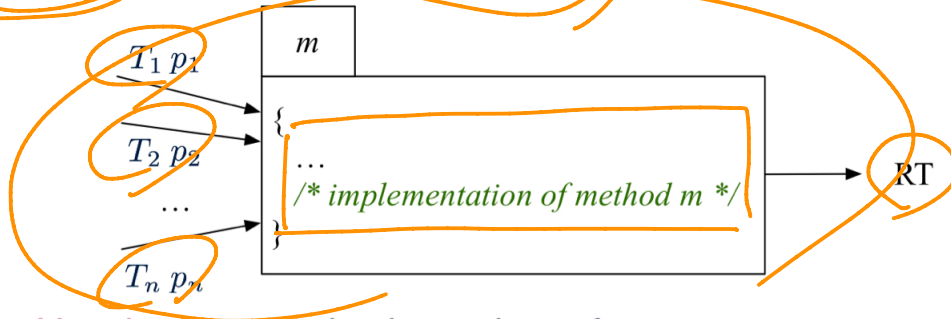 m
T₁ p₁
{
T₂ p₂
...
RT
/* implementation of method m */
...
}
Tₙ pₙ